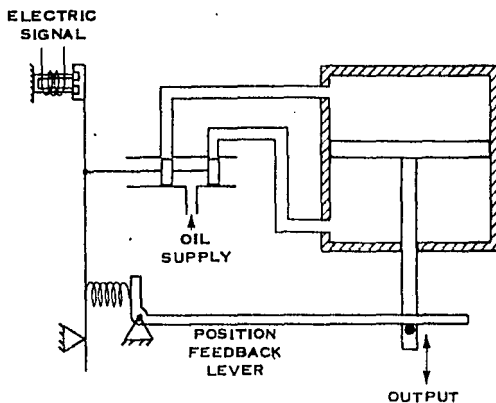 ELECTRIC
SIGNAL
OIL
SUPPLY
POSITION
FEEDBACK
LEVER
OUTPUT